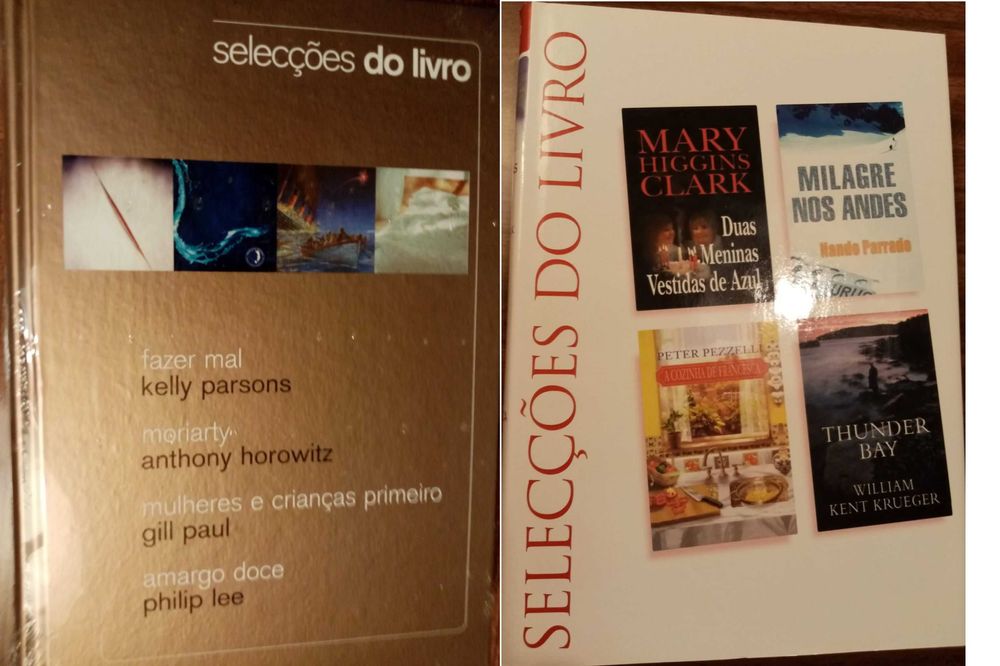 selecções do livro
fazer mal
kelly parsons
moriarty
anthony horowitz
mulheres e crianças primeiro
gill paul
amargo doce
philip lee
SELECÇÕES DO LIVRO
MARY
HIGGINS
CLARK
Duas
Meninas
Vestidas de Azul
MILAGRE
NOS ANDES
Nando Parrado
PETER PEZZELLI
A COZINHA DE FRANCESCA
THUNDER
BAY
WILLIAM
KENT KRUEGER